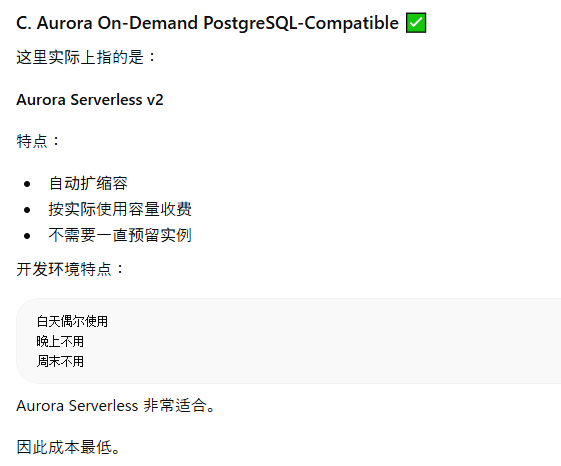 C. Aurora On-Demand PostgreSQL-Compatible ✅
这里实际上指的是：
Aurora Serverless v2
特点：
• 自动扩缩容
• 按实际使用容量收费
• 不需要一直预留实例
开发环境特点：
白天偶尔使用
晚上不用
周末不用
Aurora Serverless 非常适合。
因此成本最低。